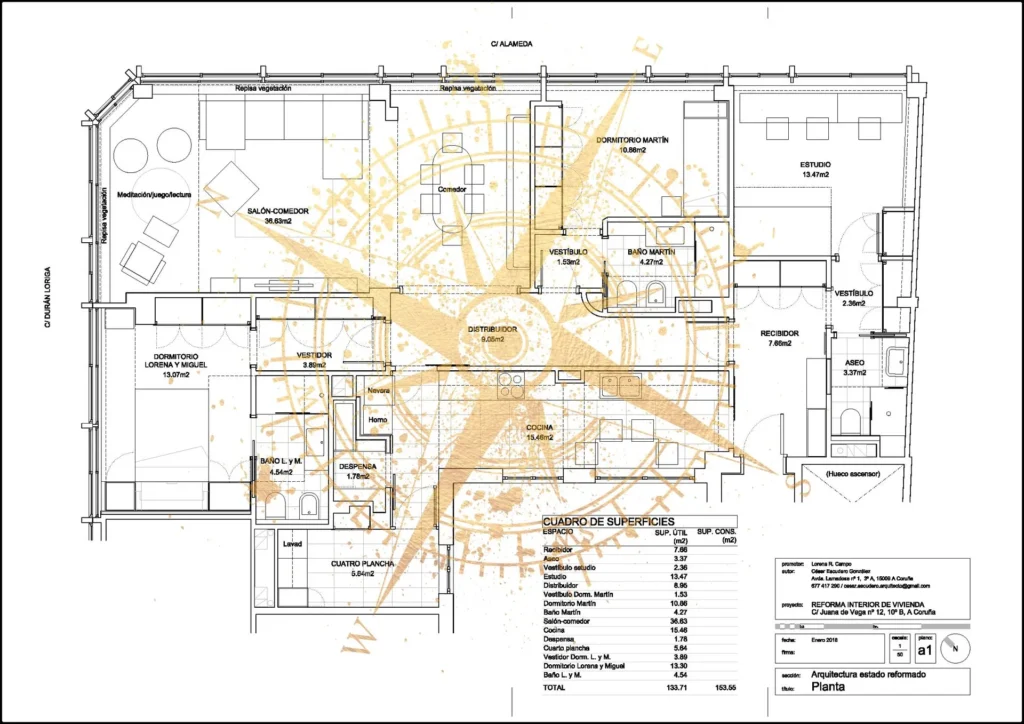 C/ ALAMEDA
Repisa vegetación
Repisa vegetación
DORMITORIO MARTÍN
10.86m2
ESTUDIO
13.47m2
Meditación/juego/lectura
Comedor
SALÓN-COMEDOR
36.63m2
Repisa vegetación
C/ DURÁN LORIGA
VESTÍBULO
1.53m2
BAÑO MARTÍN
4.27m2
VESTÍBULO
2.36m2
DISTRIBUIDOR
9.05m2
RECIBIDOR
7.66m2
DORMITORIO
LORENA Y MIGUEL
13.07m2
VESTIDOR
3.89m2
ASEO
3.37m2
Nevera
Horno
COCINA
15.46m2
BAÑO L. y M.
4.54m2
DESPENSA
1.78m2
(Hueco ascensor)
Lavad
CUATRO PLANCHA
5.64m2
N
E
S
W
CUADRO DE SUPERFICIES
ESPACIO SUP. ÚTIL (m2) SUP. CONS. (m2)
Recibidor 7.66
Aseo 3.37
Vestíbulo estudio 2.36
Estudio 13.47
Distribuidor 8.95
Vestíbulo Dorm. Martín 1.53
Dormitorio Martín 10.86
Baño Martín 4.27
Salón-comedor 36.63
Cocina 15.46
Despensa 1.78
Cuarto plancha 5.64
Vestidor Dorm. L. y M. 3.89
Dormitorio Lorena y Miguel 13.30
Baño L. y M. 4.54
TOTAL 133.71 153.55
promotor: Lorena R. Campo
autor: César Escudero González
Avda. Larradosa nº 1, 3º A, 15009 A Coruña
677 417 296 / cesar.escudero.arquitecto@gmail.com
proyecto: REFORMA INTERIOR DE VIVIENDA
C/ Juana de Vega nº 12, 10º B, A Coruña
fecha: Enero 2018
firma:
escala: 1 50
plano: a1
N
sección: Arquitectura estado reformado
título: Planta